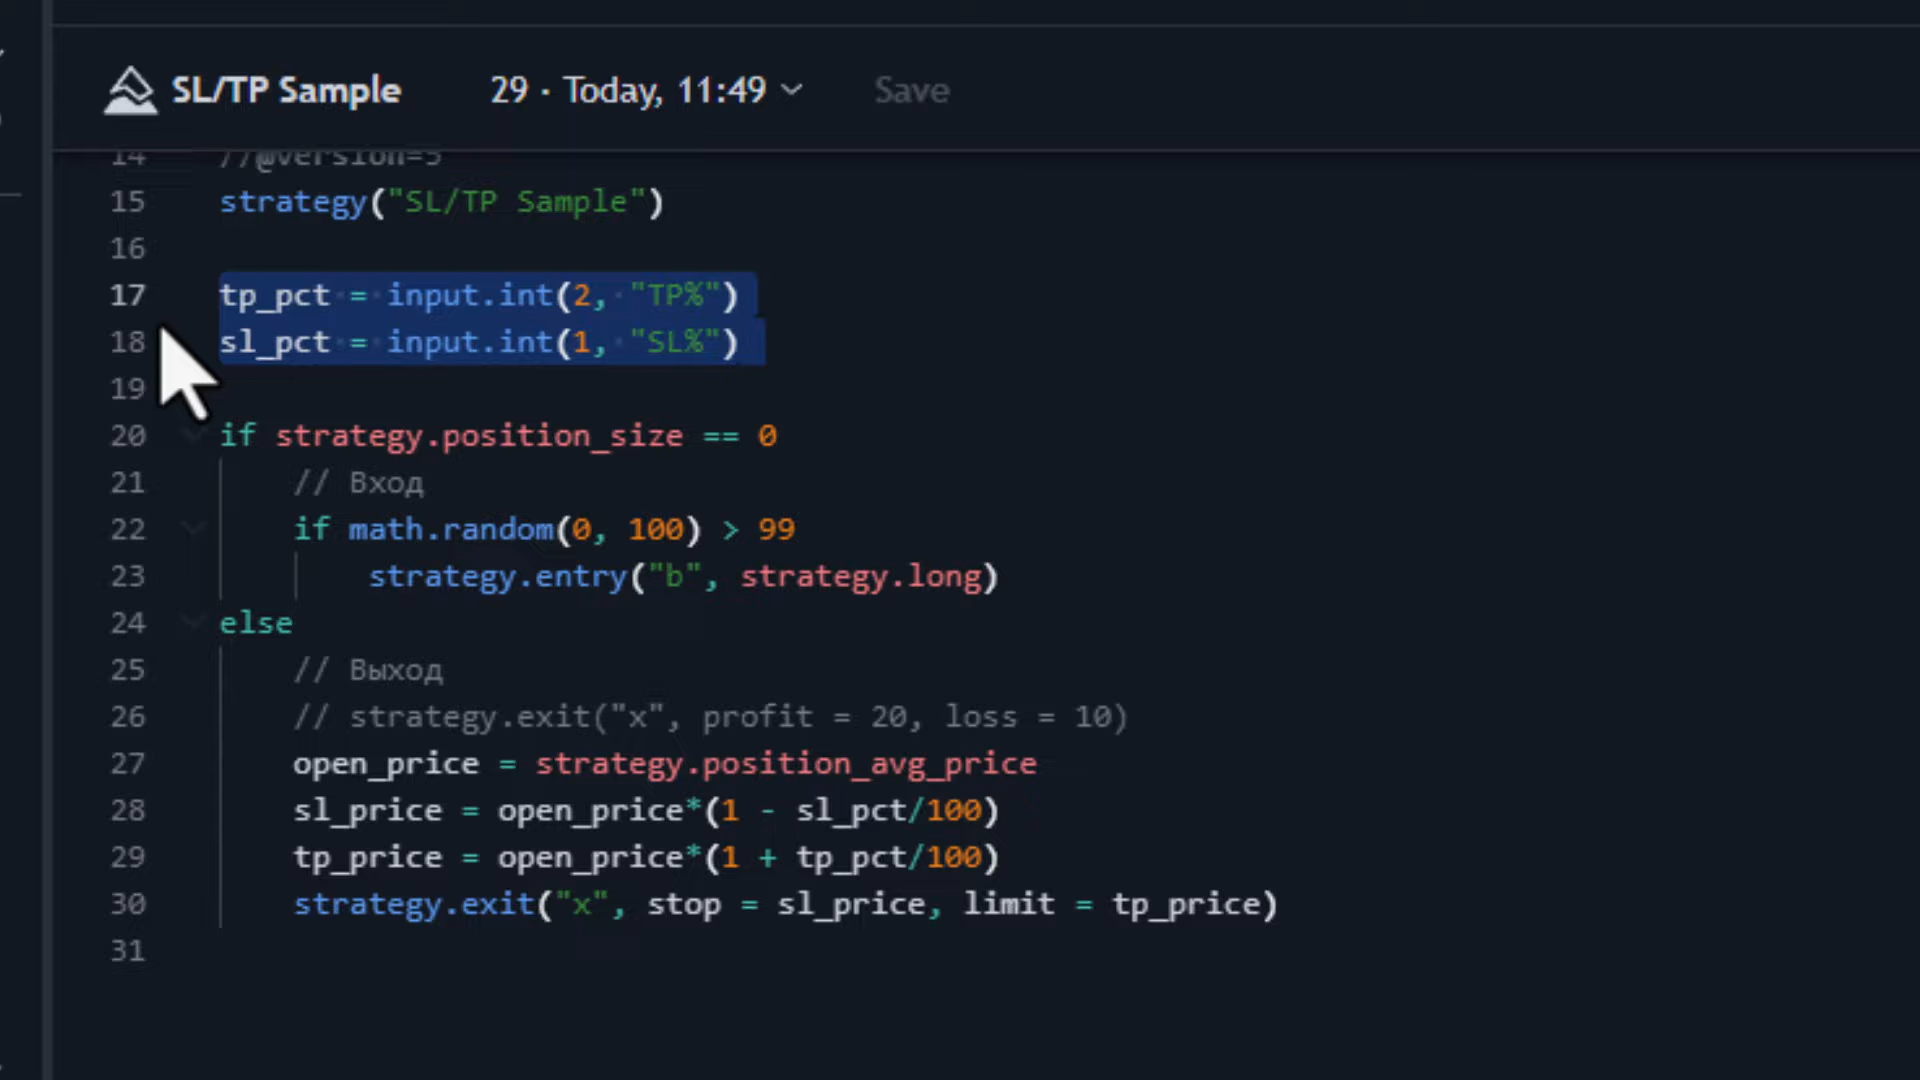 SL/TP Sample 29 · Today, 11:49 Save
14 //@version=5
15 strategy("SL/TP Sample")
16
17 tp_pct = input.int(2, "TP%")
18 sl_pct = input.int(1, "SL%")
19
20 if strategy.position_size == 0
21 // Вход
22 if math.random(0, 100) > 99
23 strategy.entry("b", strategy.long)
24 else
25 // Выход
26 // strategy.exit("x", profit = 20, loss = 10)
27 open_price = strategy.position_avg_price
28 sl_price = open_price*(1 - sl_pct/100)
29 tp_price = open_price*(1 + tp_pct/100)
30 strategy.exit("x", stop = sl_price, limit = tp_price)
31